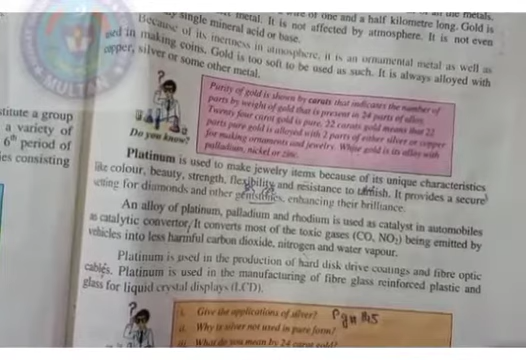 of one and a half kilometre long. Gold is
metal. It is not affected by atmosphere. It is not even
single mineral acid or base.
Because of its inertness in atmosphere, it is an ornamental metal as well as
used in making coins. Gold is too soft to be used as such. It is always alloyed with
copper, silver or some other metal.
MULTAN
Do you know?
Purity of gold is shown by carats that indicates the number of
parts by weight of gold that is present in 24 parts of alloy.
Twenty four carat gold is pure. 22 carats gold means that 22
parts pure gold is alloyed with 2 parts of either silver or copper
for making ornaments and jewelry. White gold is its alloy with
palladium, nickel or zinc.
stitute a group
a variety of
6th period of
es consisting
Platinum is used to make jewelry items because of its unique characteristics
like colour, beauty, strength, flexibility and resistance to tarnish. It provides a secure
setting for diamonds and other gemstones, enhancing their brilliance.
An alloy of platinum, palladium and rhodium is used as catalyst in automobiles
as catalytic convertor. It converts most of the toxic gases (CO, NO₂) being emitted by
vehicles into less harmful carbon dioxide, nitrogen and water vapour.
Platinum is used in the production of hard disk drive coatings and fibre optic
cables. Platinum is used in the manufacturing of fibre glass reinforced plastic and
glass for liquid crystal displays (LCD).
i. Give the applications of silver?
ii. Why is silver not used in pure form?
iii. What do you mean by 24 carat gold?